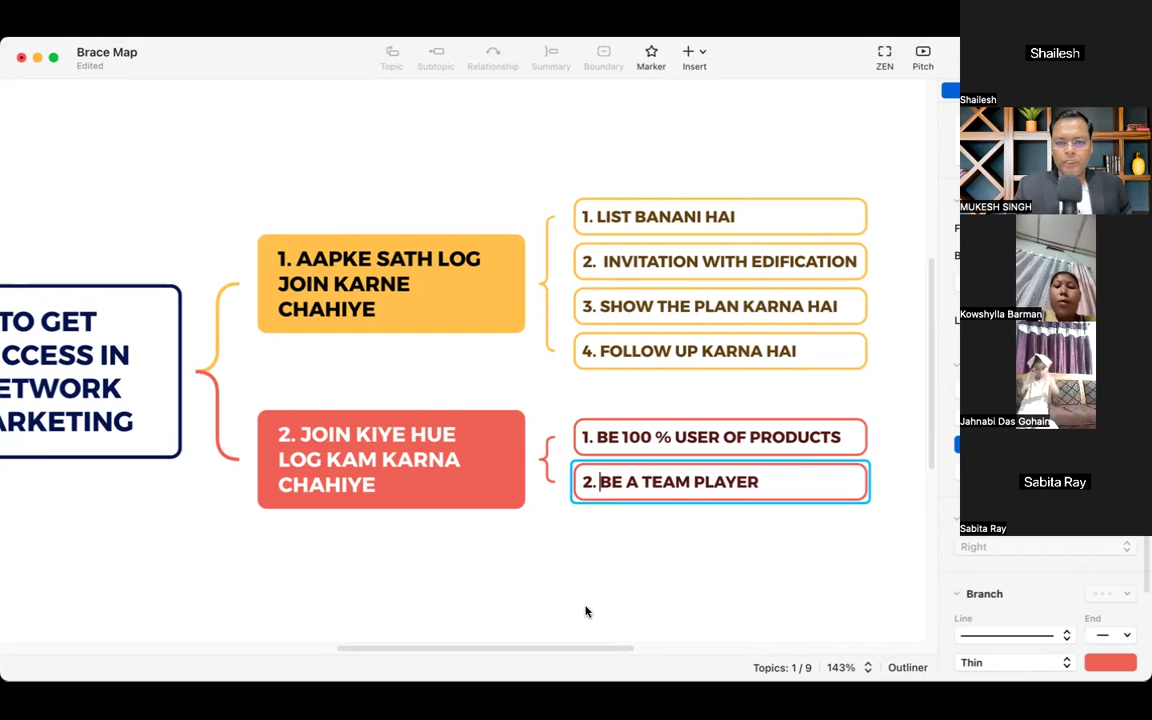 Brace Map
Edited
Topic
Subtopic
Relationship
Summary
Boundary
Marker
Insert
ZEN
Pitch
TO GET
CCESS IN
ETWORK
ARKETING
1. AAPKE SATH LOG
JOIN KARNE
CHAHIYE
1. LIST BANANI HAI
2. INVITATION WITH EDIFICATION
3. SHOW THE PLAN KARNA HAI
4. FOLLOW UP KARNA HAI
2. JOIN KIYE HUE
LOG KAM KARNA
CHAHIYE
1. BE 100 % USER OF PRODUCTS
2. BE A TEAM PLAYER
Shailesh
Shailesh
MUKESH SINGH
Kowshylla Barman
Jahnabi Das Gohain
Sabita Ray
Sabita Ray
Right
Branch
Line
End
Thin
Topics: 1 / 9
143%
Outliner